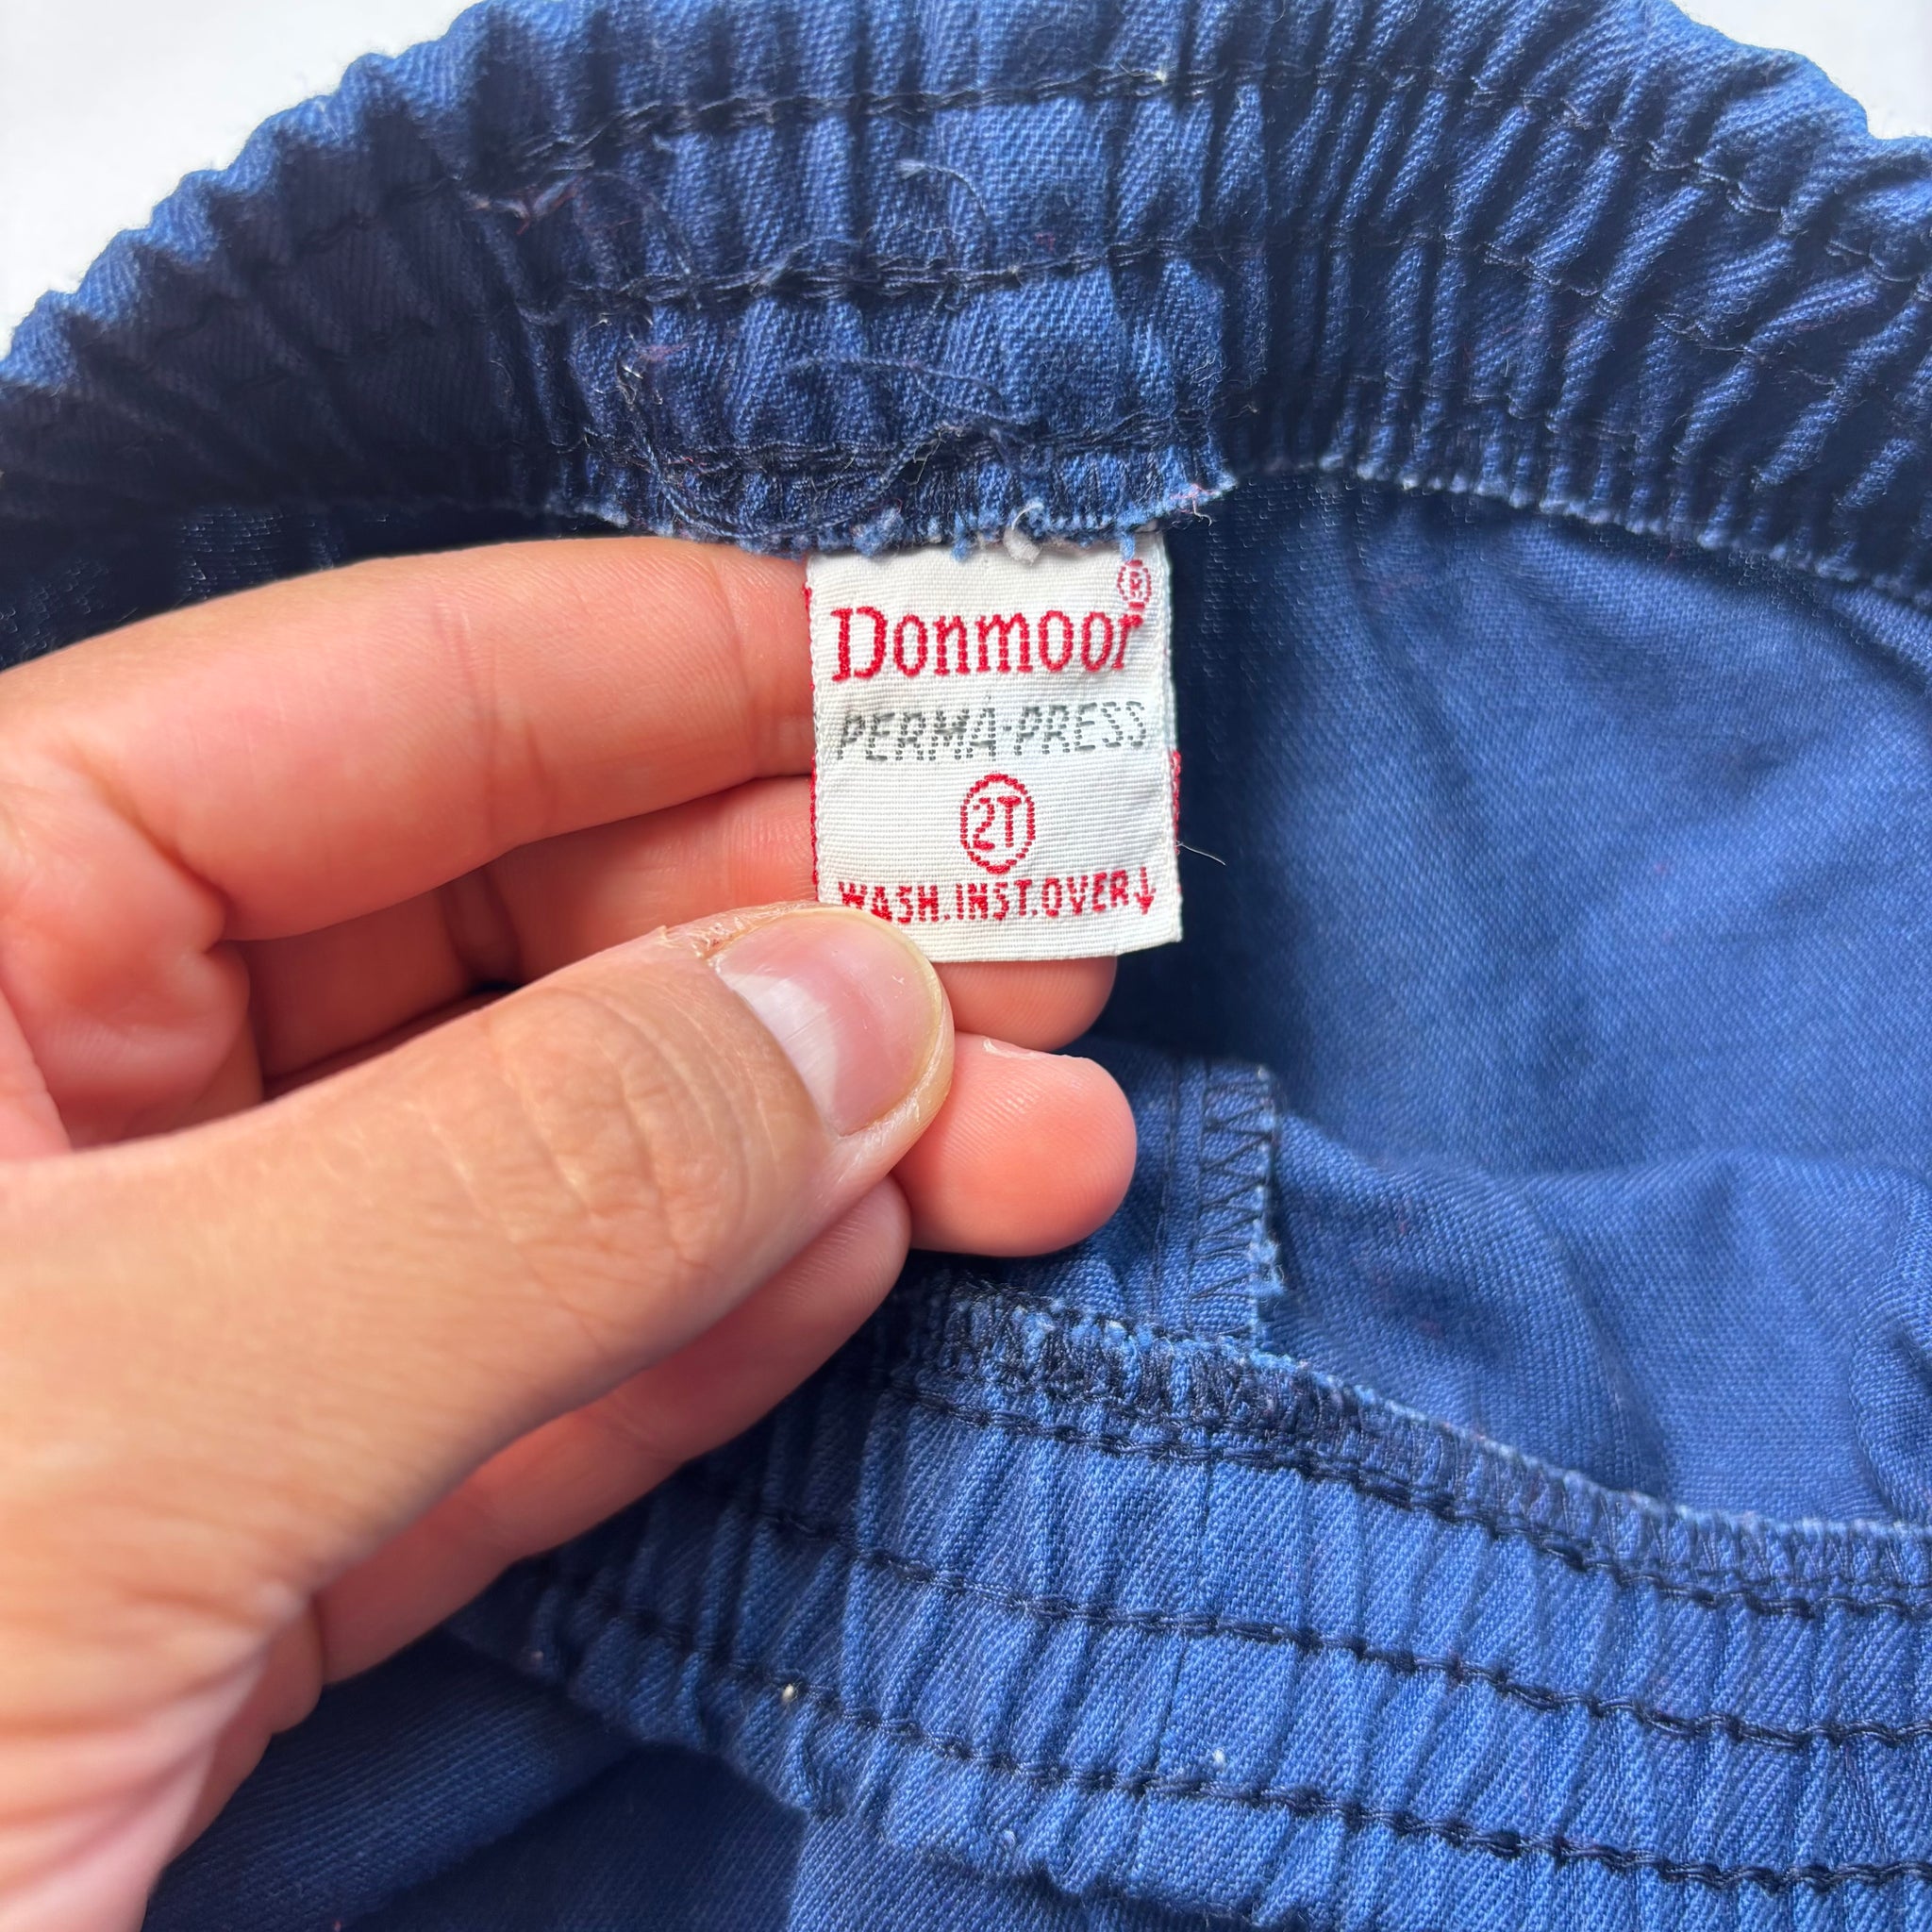 Donmoor®
PERMA-PRESS
2T
WASH.INST.OVER↓